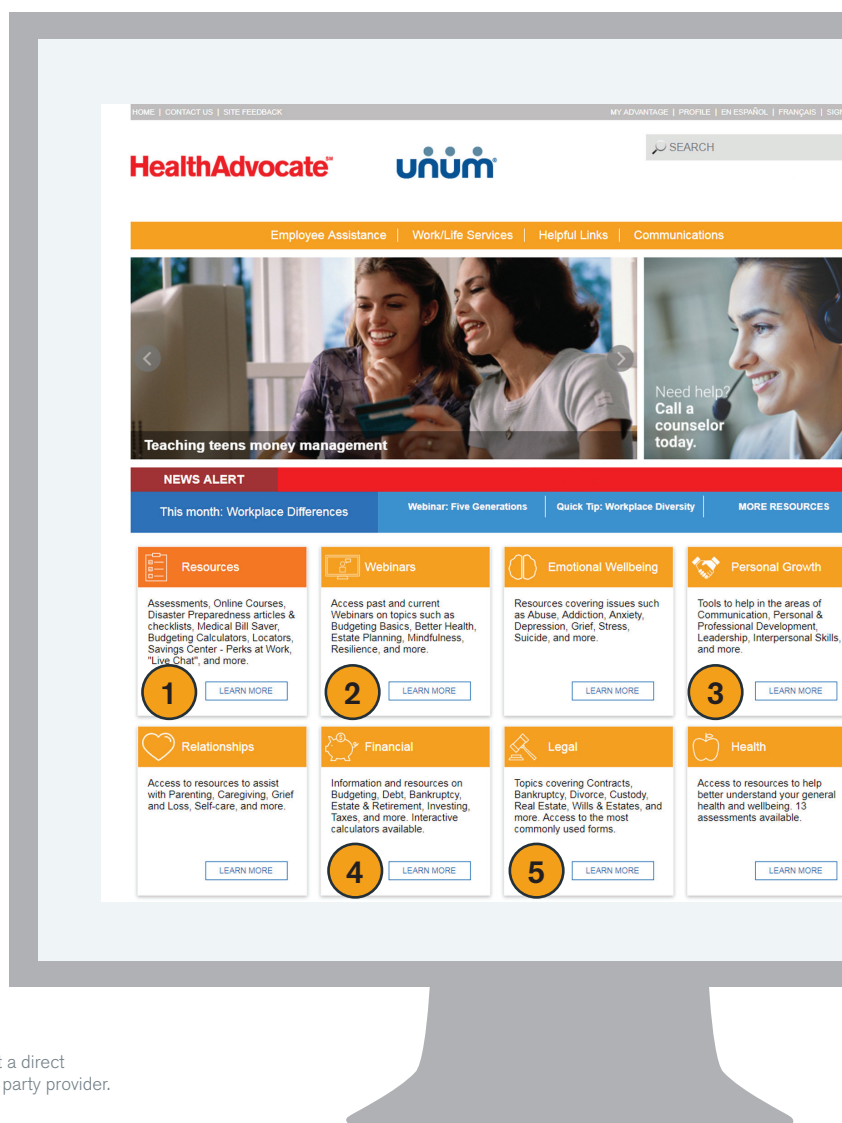 HOME | CONTACT US | SITE FEEDBACK
MY ADVANTAGE | PROFILE | EN ESPAÑOL | FRANÇAIS |
HealthAdvocate℠
unum®
SEARCH
Employee Assistance | Work/Life Services | Helpful Links | Communications
Need help?
Call a
counselor
today.
Teaching teens money management
NEWS ALERT
This month: Workplace Differences
Webinar: Five Generations
Quick Tip: Workplace Diversity
MORE RESOURCES
Resources
Assessments, Online Courses,
Disaster Preparedness articles &
checklists, Medical Bill Saver,
Budgeting Calculators, Locators,
Savings Center - Perks at Work,
"Live Chat", and more.
1
LEARN MORE
Webinars
Access past and current
Webinars on topics such as
Budgeting Basics, Better Health,
Estate Planning, Mindfulness,
Resilience, and more.
2
LEARN MORE
Emotional Wellbeing
Resources covering issues such
as Abuse, Addiction, Anxiety,
Depression, Grief, Stress,
Suicide, and more.
LEARN MORE
Personal Growth
Tools to help in the areas of
Communication, Personal &
Professional Development,
Leadership, Interpersonal Skills,
and more.
3
LEARN MORE
Relationships
Access to resources to assist
with Parenting, Caregiving, Grief
and Loss, Self-care, and more.
LEARN MORE
Financial
Information and resources on
Budgeting, Debt, Bankruptcy,
Estate & Retirement, Investing,
Taxes, and more. Interactive
calculators available.
4
LEARN MORE
Legal
Topics covering Contracts,
Bankruptcy, Divorce, Custody,
Real Estate, Wills & Estates, and
more. Access to the most
commonly used forms.
5
LEARN MORE
Health
Access to resources to help
better understand your general
health and wellbeing. 13
assessments available.
LEARN MORE
a direct
party provider.